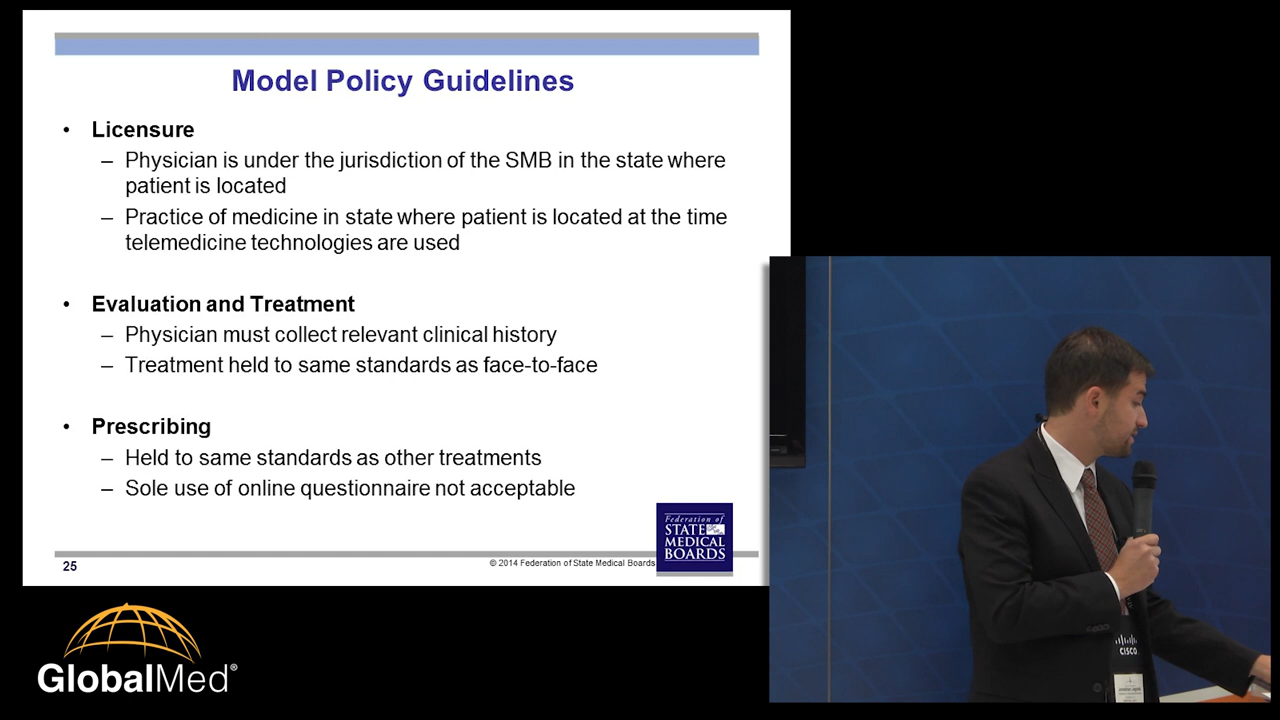 Model Policy Guidelines
• Licensure
– Physician is under the jurisdiction of the SMB in the state where
patient is located
– Practice of medicine in state where patient is located at the time
telemedicine technologies are used
• Evaluation and Treatment
– Physician must collect relevant clinical history
– Treatment held to same standards as face-to-face
• Prescribing
– Held to same standards as other treatments
– Sole use of online questionnaire not acceptable
Federation of
STATE
MEDICAL
BOARDS
25
© 2014 Federation of State Medical Boards
GlobalMed®
CISCO